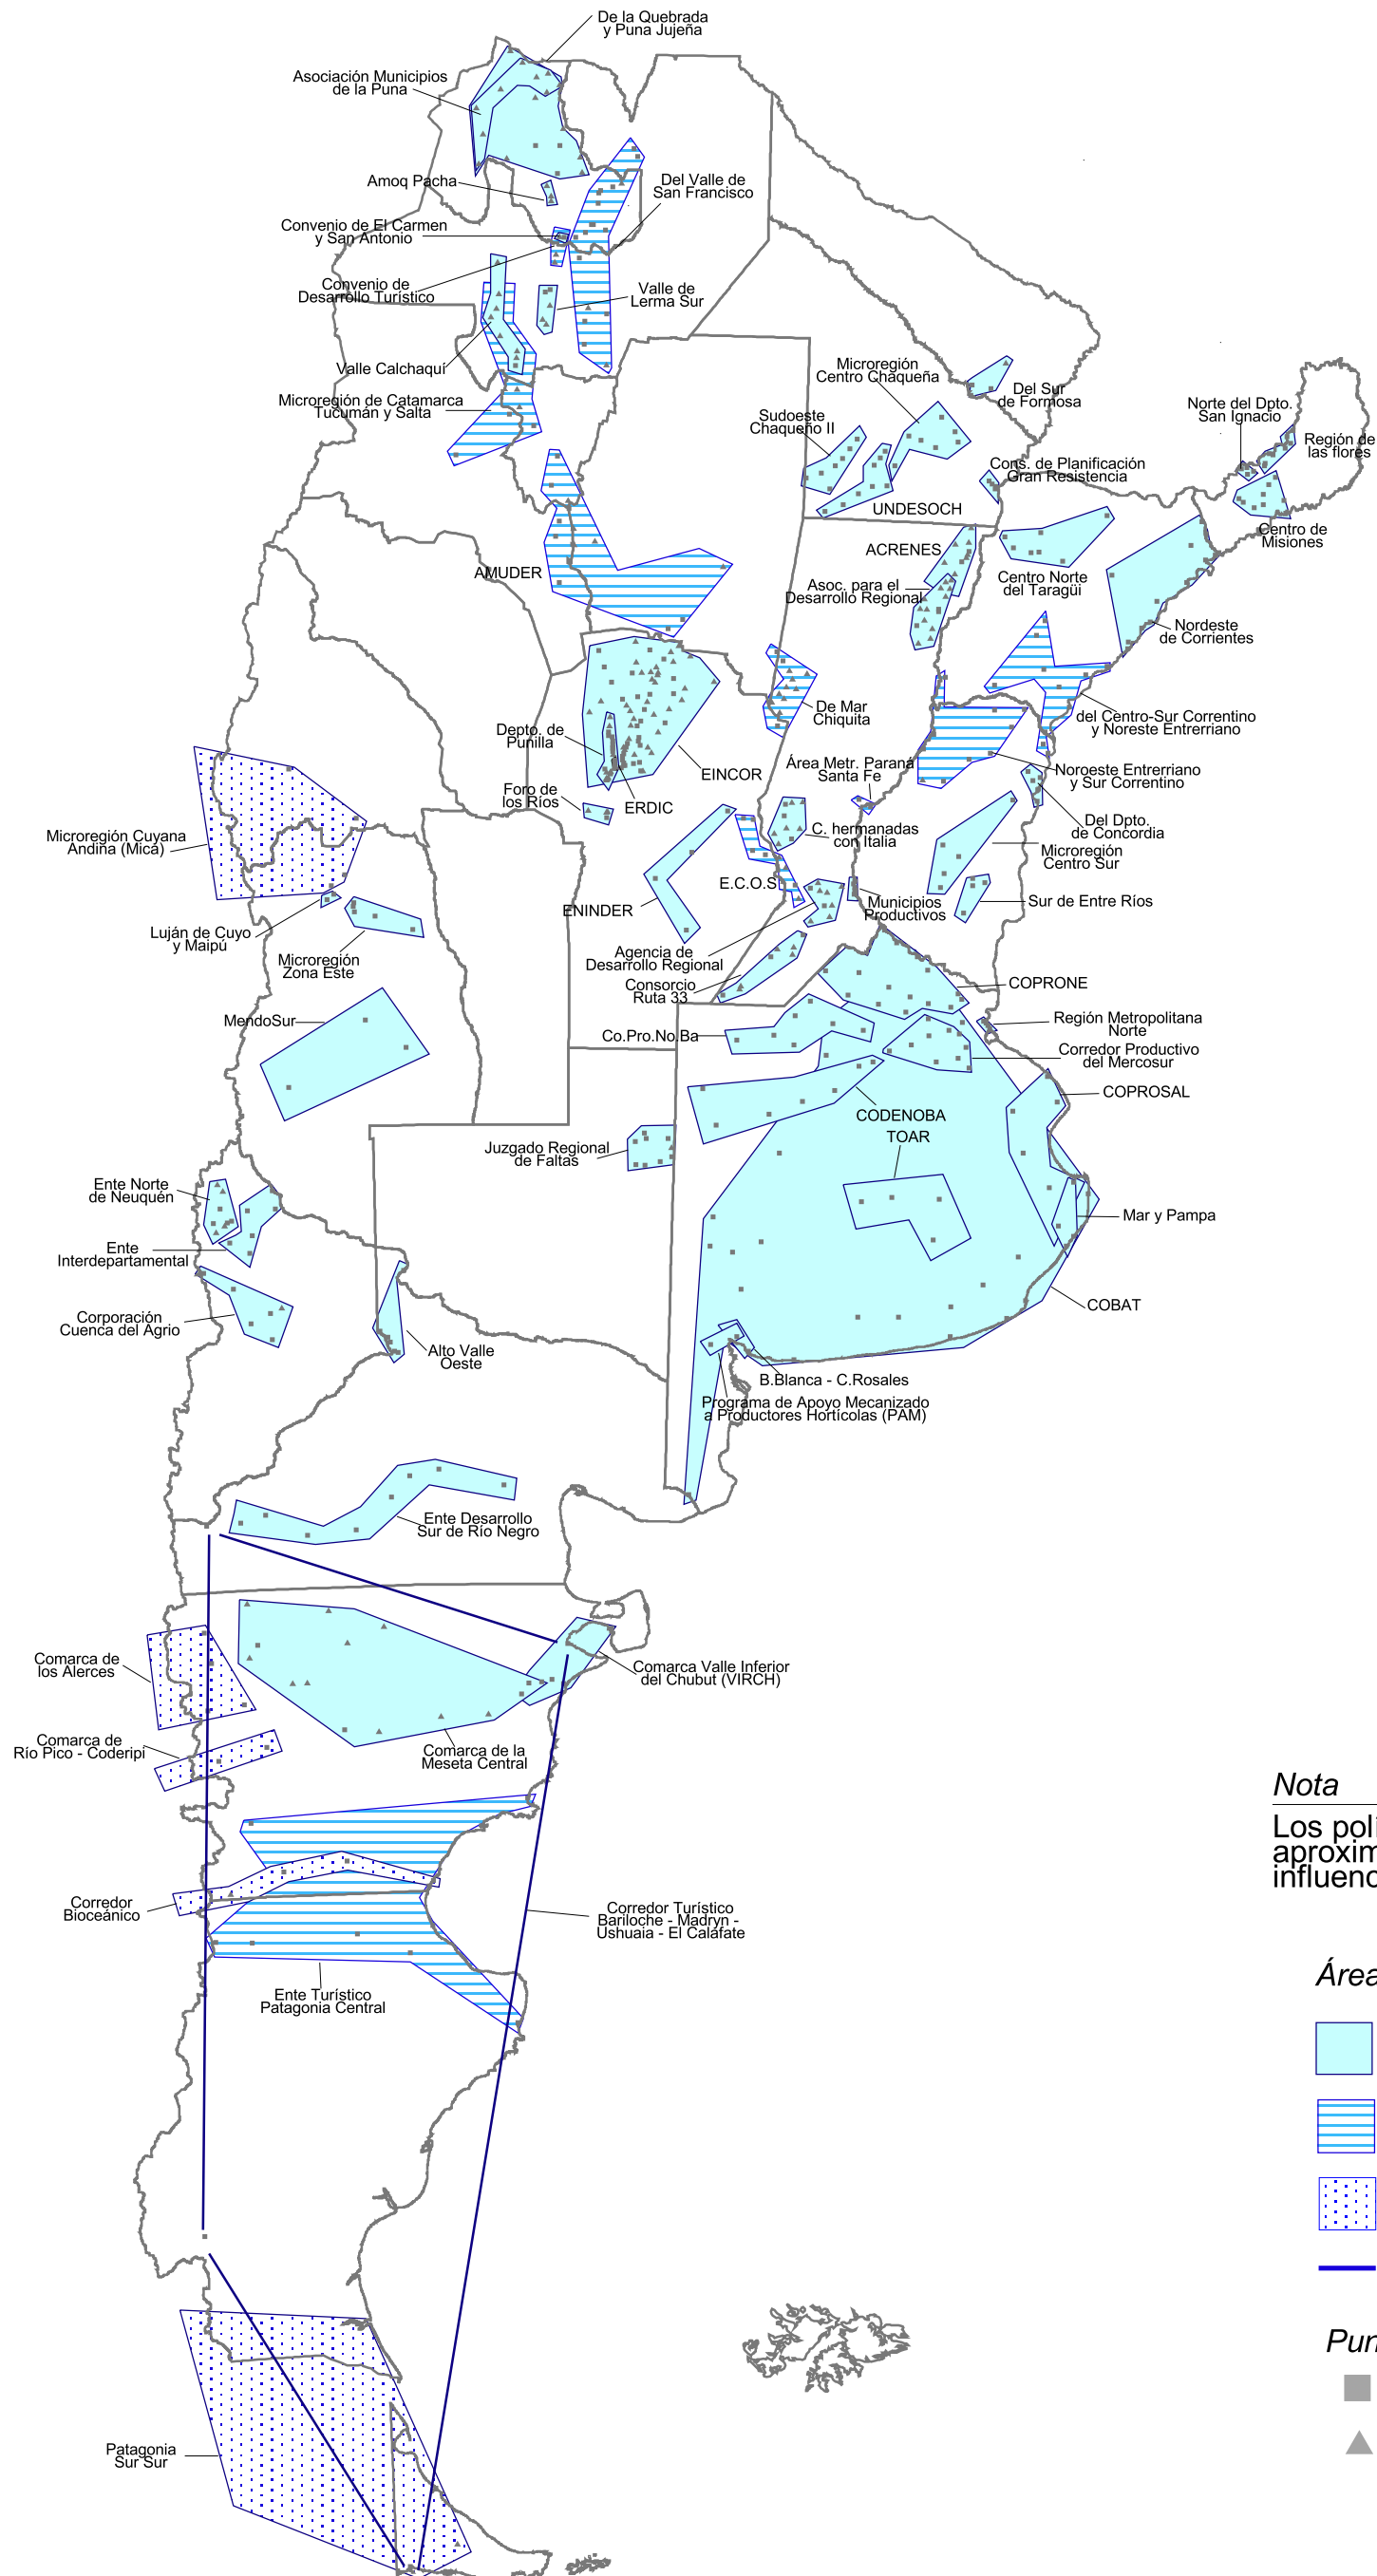 De la Quebrada
y Puna Jujeña
Asociación Municipios
de la Puna
Amoq Pacha
Del Valle de
San Francisco
Convenio de El Carmen
y San Antonio
Convenio de
Desarrollo Turístico
Valle de
Lerma Sur
Valle Calchaquí
Microregión de Catamarca
Tucumán y Salta
Microregión
Centro Chaqueña
Del Sur
de Formosa
Sudoeste
Chaqueño II
Norte del Dpto.
San Ignacio
Región de
las flores
Cons. de Planificación
Gran Resistencia
UNDESOCH
Centro de
Misiones
ACRENES
AMUDER
Asoc. para el
Desarrollo Regional
Centro Norte
del Taragüi
Nordeste
de Corrientes
De Mar
Chiquita
del Centro-Sur Correntino
y Noreste Entrerriano
Depto. de
Punilla
EINCOR
Área Metr. Paraná
Santa Fe
Noroeste Entrerriano
y Sur Correntino
Foro de
los Ríos
ERDIC
Microregión Cuyana
Andina (Mica)
C. hermanadas
con Italia
Del Dpto.
de Concordia
Microregión
Centro Sur
E.C.O.S
ENINDER
Municipios
Productivos
Sur de Entre Ríos
Luján de Cuyo
y Maipú
Microregión
Zona Este
Agencia de
Desarrollo Regional
Consorcio
Ruta 33
COPRONE
MendoSur
Co.Pro.No.Ba
Región Metropolitana
Norte
Corredor Productivo
del Mercosur
COPROSAL
CODENOBA
TOAR
Juzgado Regional
de Faltas
Ente Norte
de Neuquén
Mar y Pampa
Ente
Interdepartamental
COBAT
Corporación
Cuenca del Agrio
Alto Valle
Oeste
B.Blanca - C.Rosales
Programa de Apoyo Mecanizado
a Productores Hortícolas (PAM)
Ente Desarrollo
Sur de Río Negro
Comarca de
los Alerces
Comarca Valle Inferior
del Chubut (VIRCH)
Comarca de
Río Pico - Coderipi
Comarca de la
Meseta Central
Nota
Los polí
aproxim
influenc
Corredor
Bioceánico
Corredor Turístico
Bariloche - Madryn -
Ushuaia - El Calafate
Ente Turístico
Patagonia Central
Área
Pun
Patagonia
Sur Sur